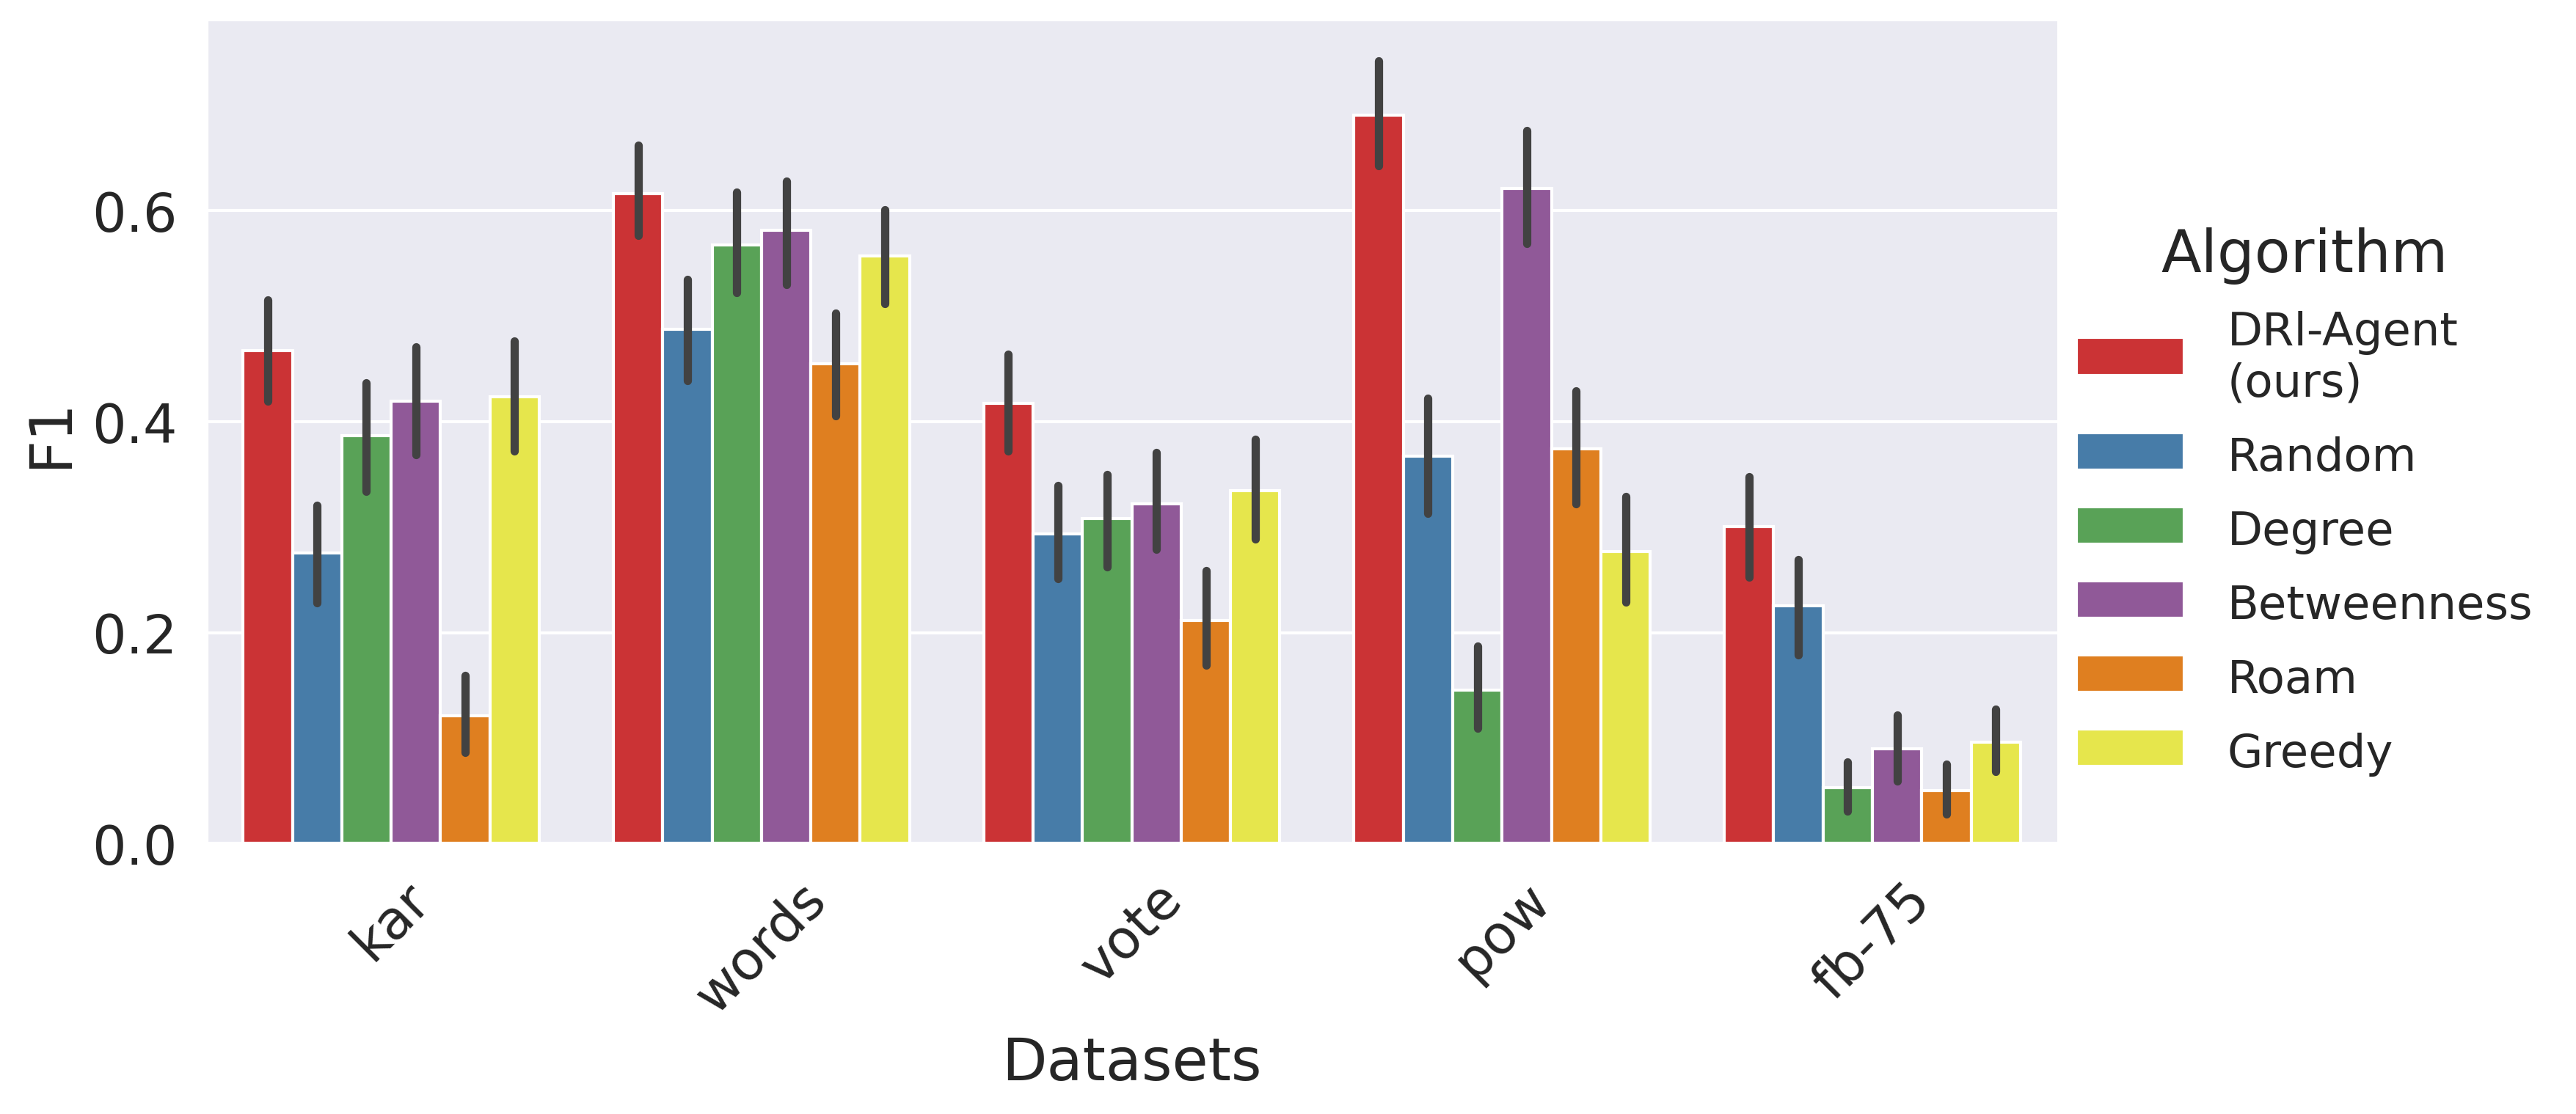 F1
0.6
0.4
0.2
0.0
kar
words
vote
pow
fb-75
Datasets
Algorithm
DRl-Agent
(ours)
Random
Degree
Betweenness
Roam
Greedy